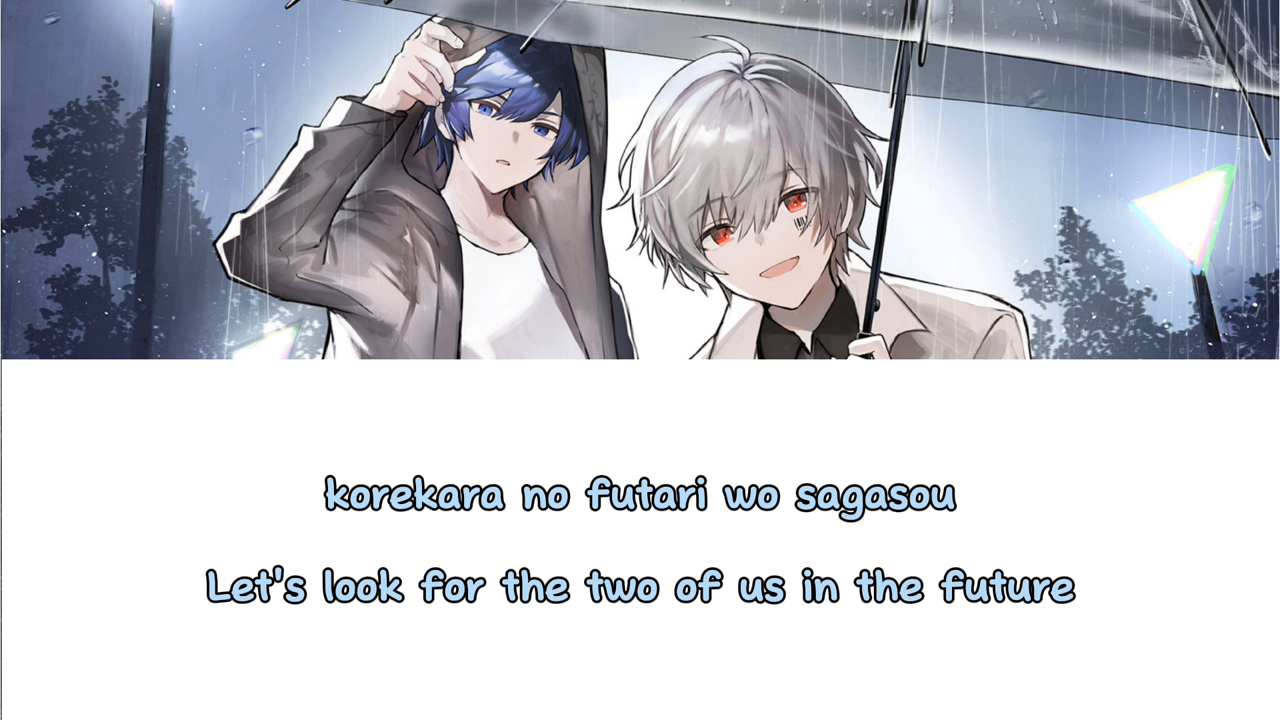 korekara no futari wo sagasou
Let's look for the two of us in the future